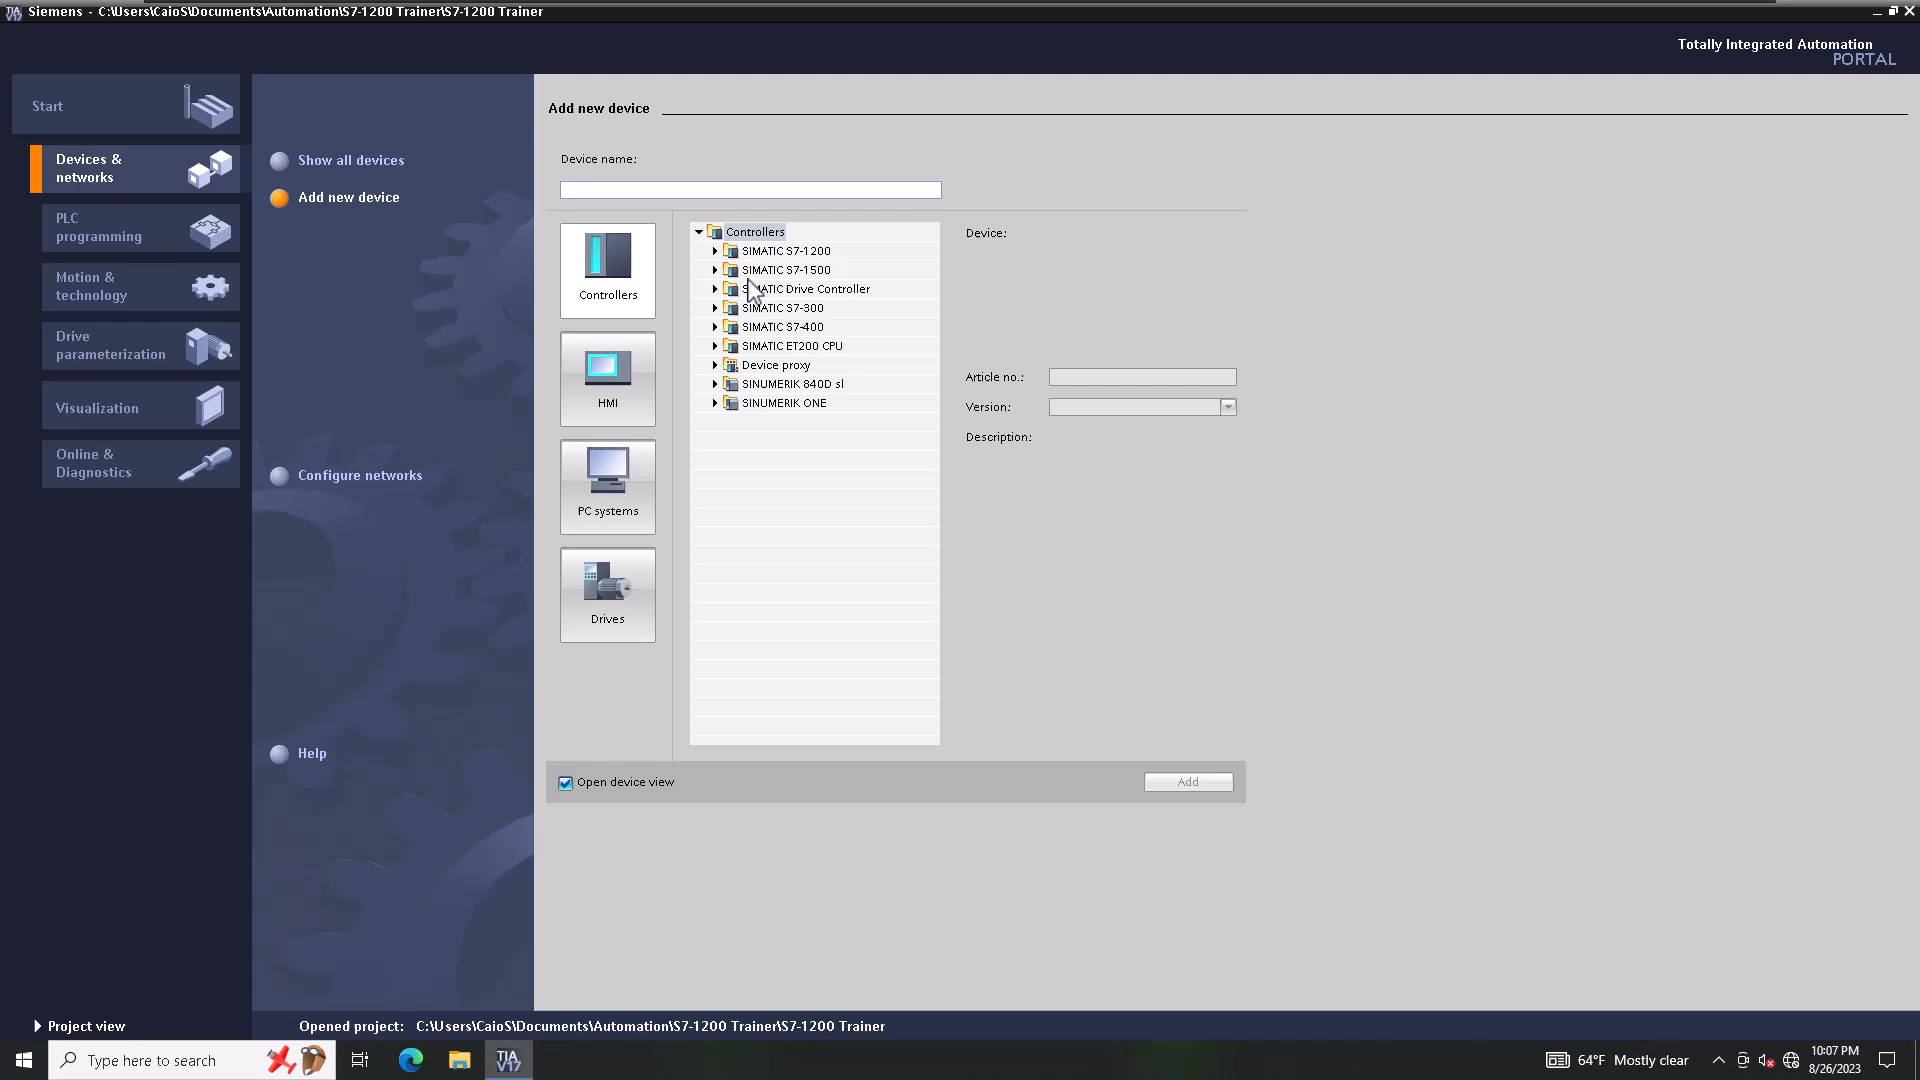 Siemens - C:\Users\CaioS\Documents\Automation\S7-1200 Trainer\S7-1200 Trainer
Totally Integrated Automation
PORTAL
Start
Devices &
networks
PLC
programming
Motion &
technology
Drive
parameterization
Visualization
Online &
Diagnostics
Show all devices
Add new device
Configure networks
Help
Add new device
Device name:
Controllers
HMI
PC systems
Drives
Controllers
SIMATIC S7-1200
SIMATIC S7-1500
SIMATIC Drive Controller
SIMATIC S7-300
SIMATIC S7-400
SIMATIC ET200 CPU
Device proxy
SINUMERIK 840D sl
SINUMERIK ONE
Device:
Article no.:
Version:
Description:
Open device view
Add
Project view
Opened project: C:\Users\CaioS\Documents\Automation\S7-1200 Trainer\S7-1200 Trainer
Type here to search
TIA
V17
64°F Mostly clear
10:07 PM
8/26/2023